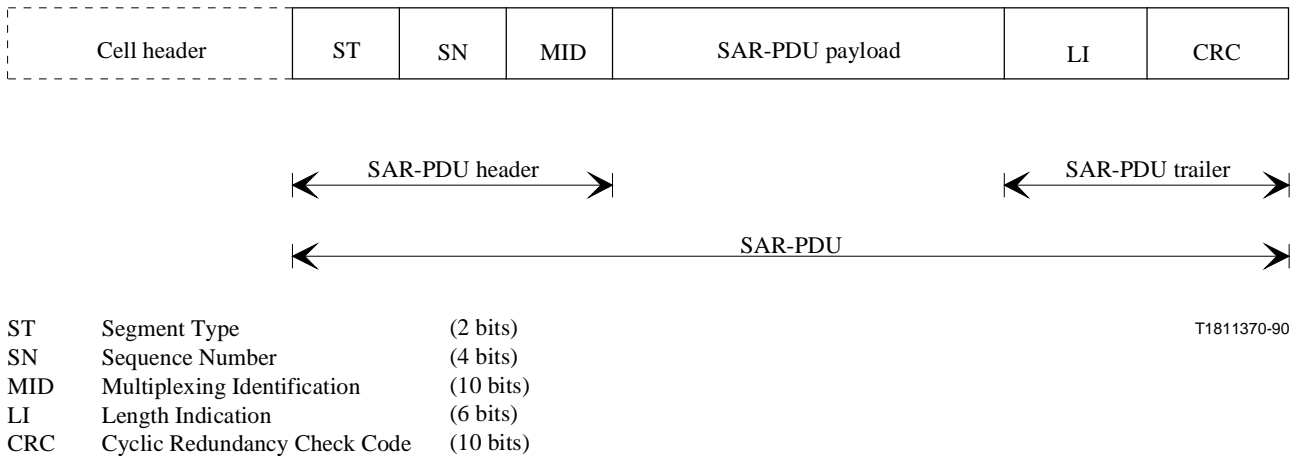 Cell header ST SN MID SAR-PDU payload LI CRC
SAR-PDU header SAR-PDU trailer
SAR-PDU
ST Segment Type (2 bits) T1811370-90
SN Sequence Number (4 bits)
MID Multiplexing Identification (10 bits)
LI Length Indication (6 bits)
CRC Cyclic Redundancy Check Code (10 bits)